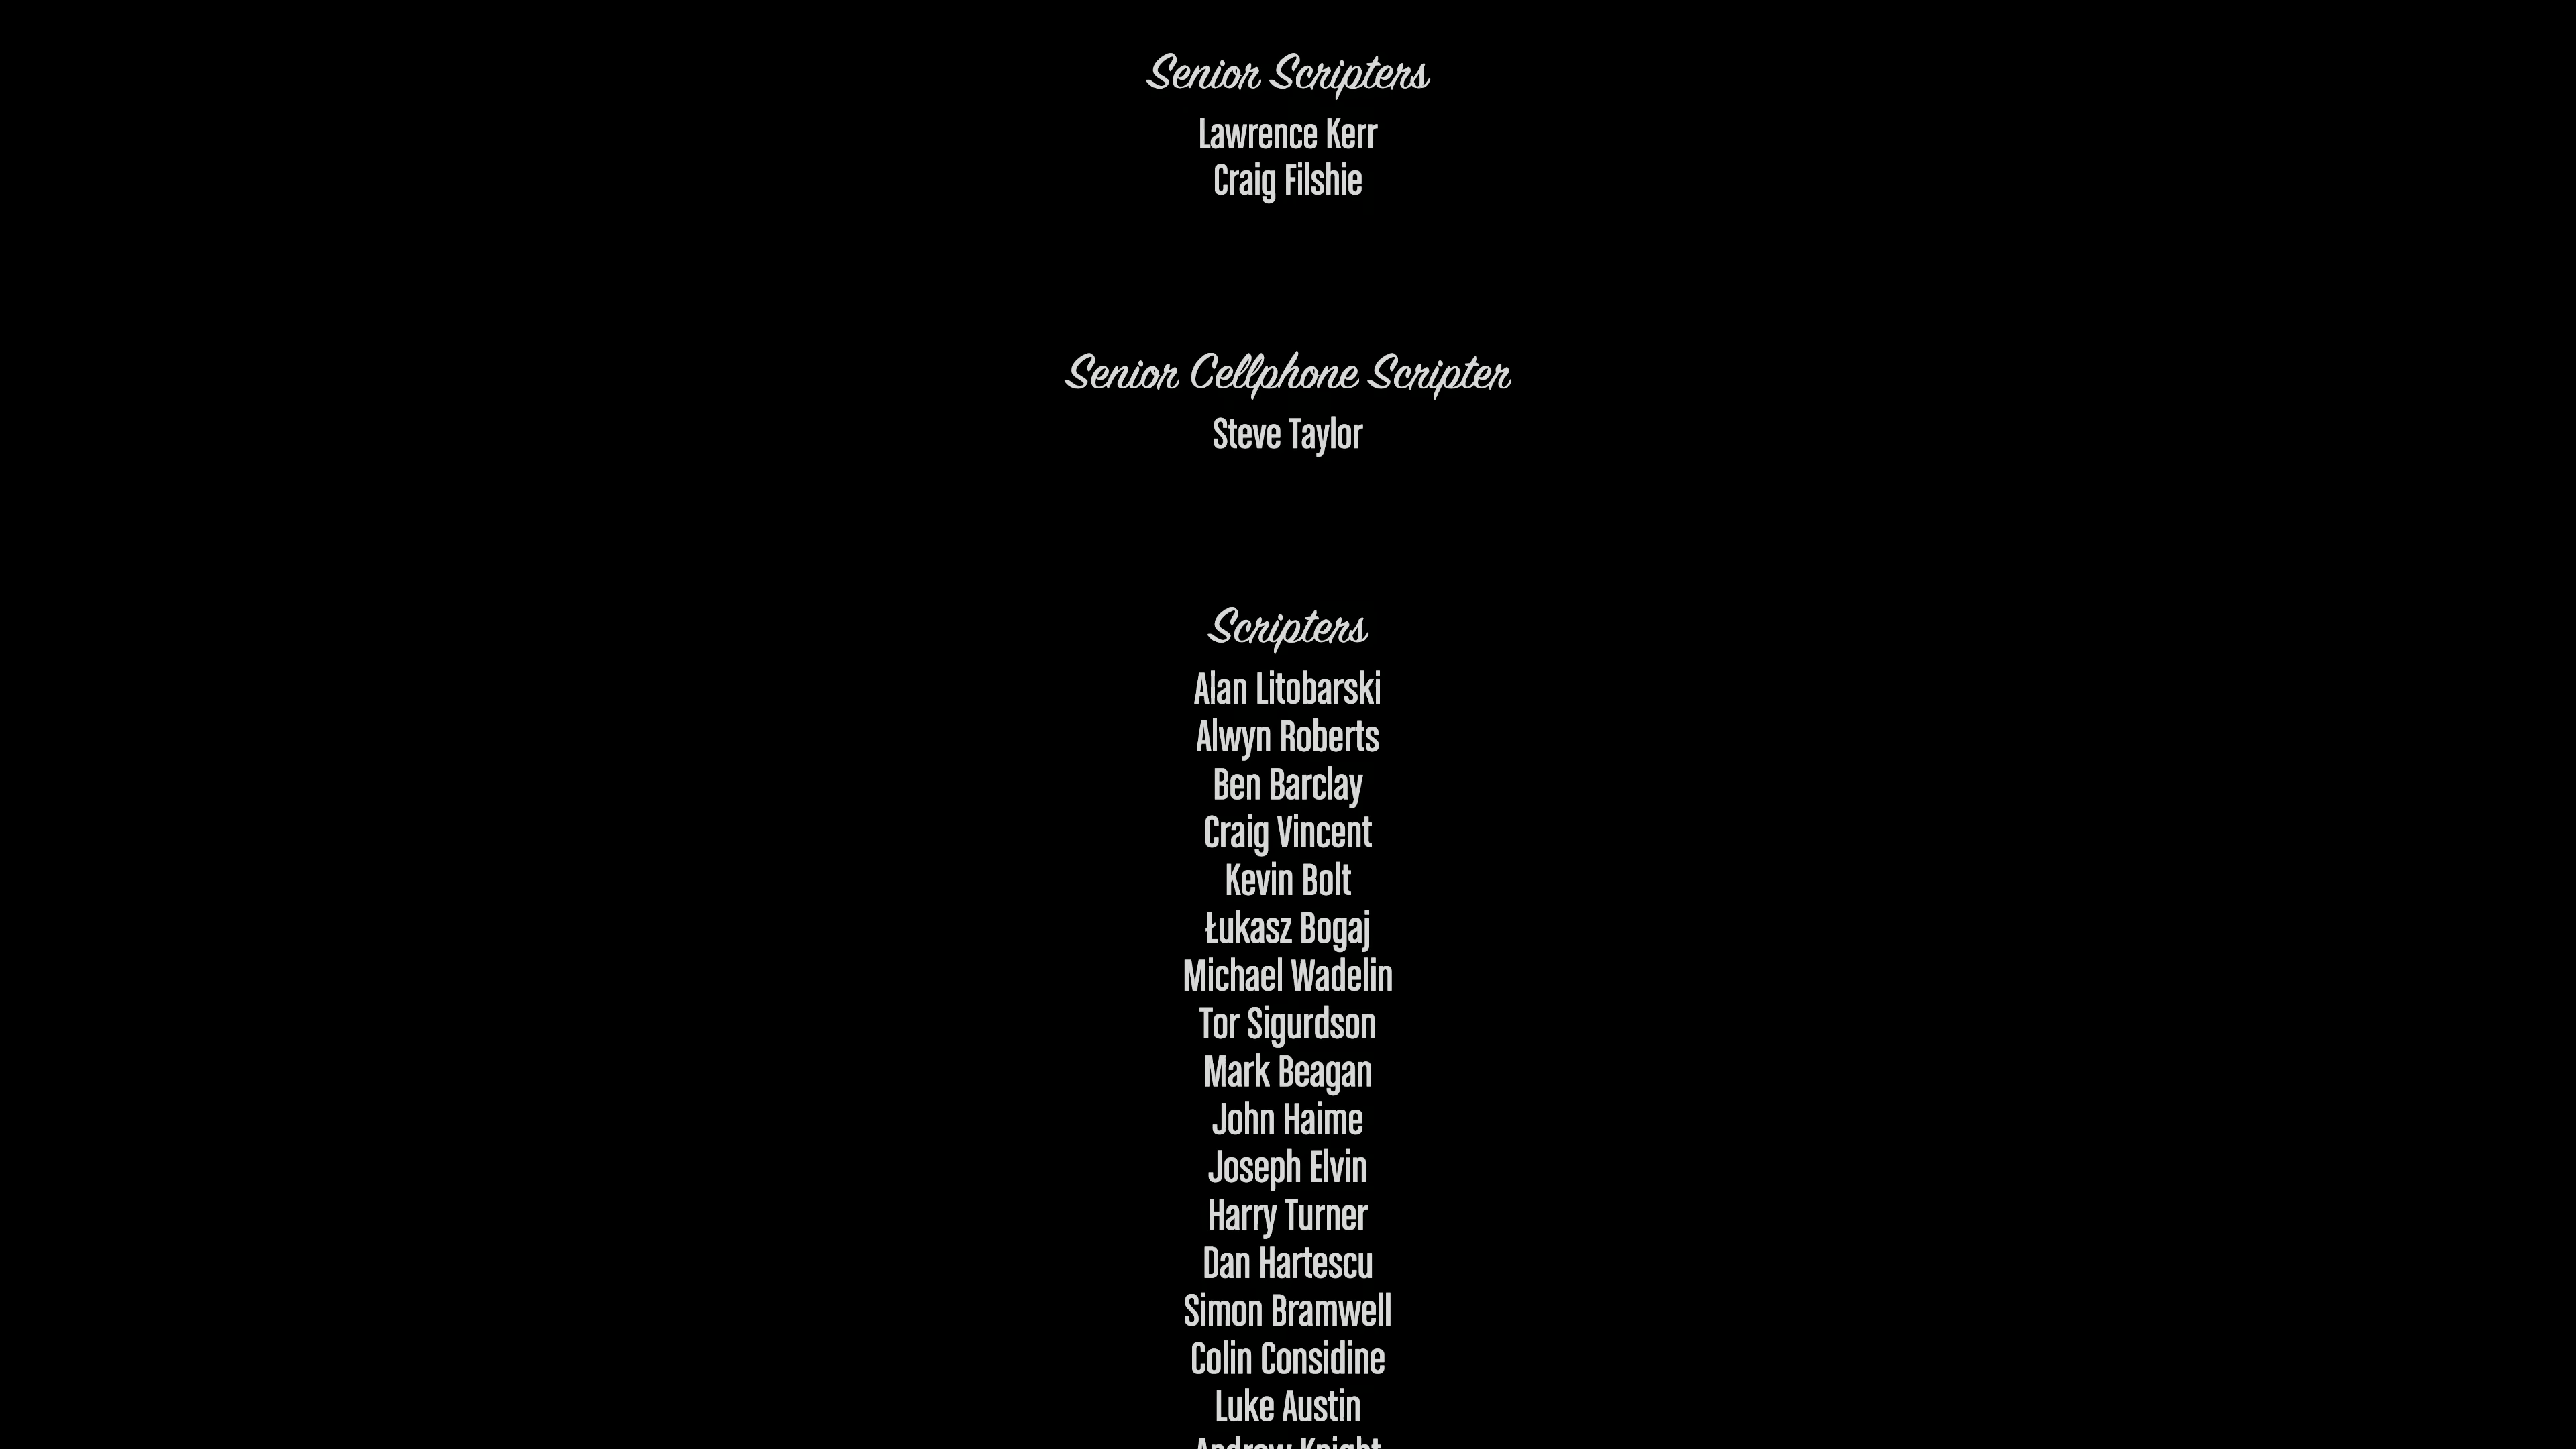 Senior Scripters
Lawrence Kerr
Craig Filshie
Senior Cellphone Scripter
Steve Taylor
Scripters
Alan Litobarski
Alwyn Roberts
Ben Barclay
Craig Vincent
Kevin Bolt
Łukasz Bogaj
Michael Wadelin
Tor Sigurdson
Mark Beagan
John Haime
Joseph Elvin
Harry Turner
Dan Hartescu
Simon Bramwell
Colin Considine
Luke Austin
Andrew Knight